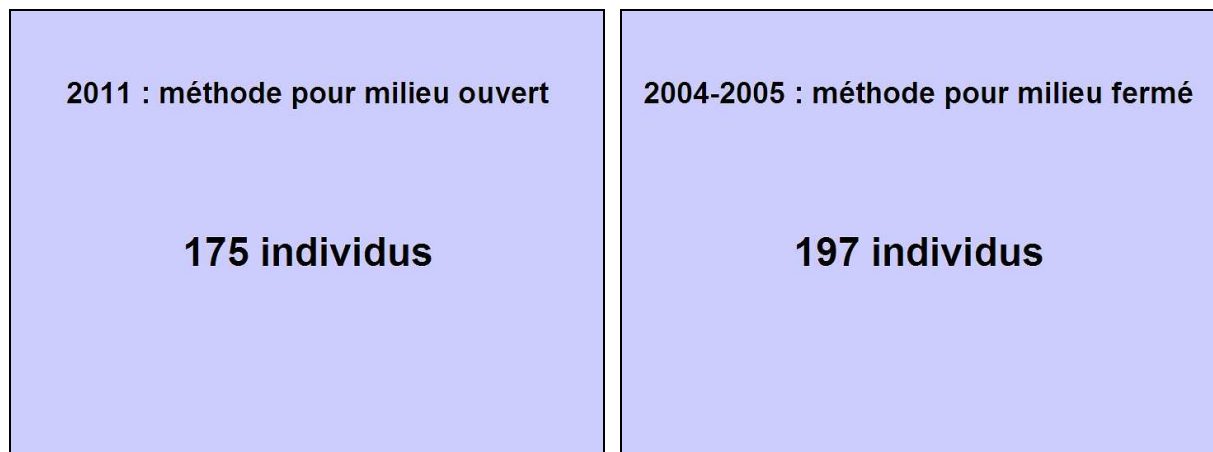 2011 : méthode pour milieu ouvert
175 individus
2004-2005 : méthode pour milieu fermé
197 individus